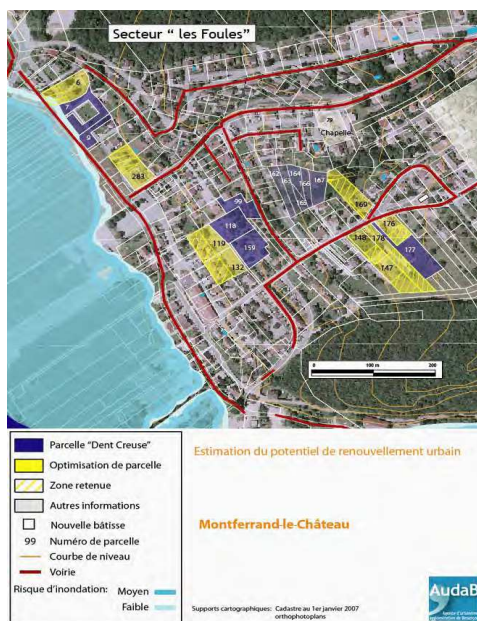 Secteur " les Foules"
6
7
9
283
79
Chapelle
162
164
167
163
166
165
169
99
118
119
159
132
176
148
178
177
147
0
100 m
200
Parcelle "Dent Creuse"
Optimisation de parcelle
Zone retenue
Autres informations
Nouvelle bâtisse
99 Numéro de parcelle
Courbe de niveau
Voirie
Risque d'inondation: Moyen
Faible
Estimation du potentiel de renouvellement urbain
Montferrand-le-Château
Supports cartographiques: Cadastre au 1er janvier 2007
orthophotoplans
AudaB